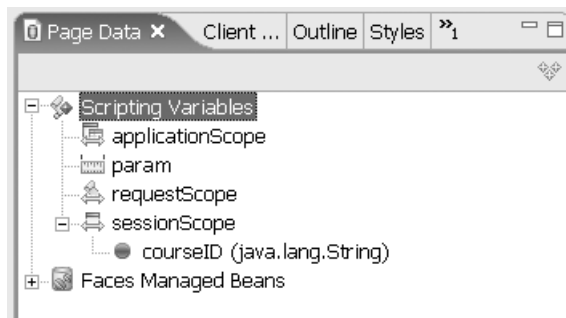 Page Data Client ... Outline Styles »1
Scripting Variables
applicationScope
param
requestScope
sessionScope
courseID (java.lang.String)
Faces Managed Beans